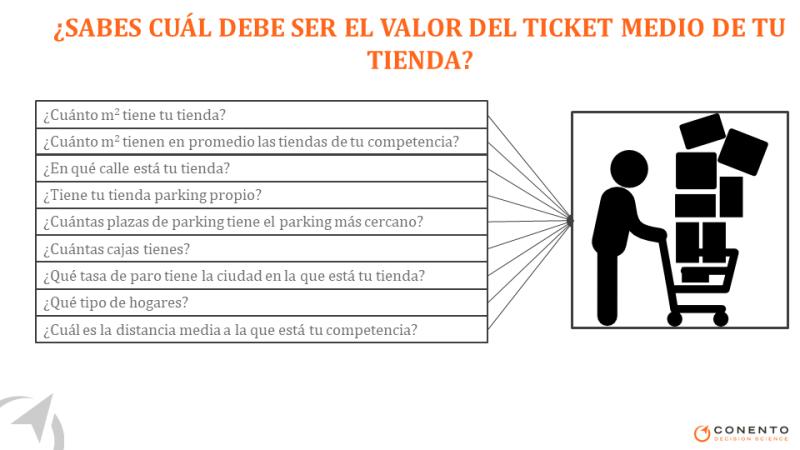 ¿SABES CUÁL DEBE SER EL VALOR DEL TICKET MEDIO DE TU
TIENDA?
¿Cuánto m² tiene tu tienda?
¿Cuánto m² tienen en promedio las tiendas de tu competencia?
¿En qué calle está tu tienda?
¿Tiene tu tienda parking propio?
¿Cuántas plazas de parking tiene el parking más cercano?
¿Cuántas cajas tienes?
¿Qué tasa de paro tiene la ciudad en la que está tu tienda?
¿Qué tipo de hogares?
¿Cuál es la distancia media a la que está tu competencia?
CONENTO
DECISION SCIENCE